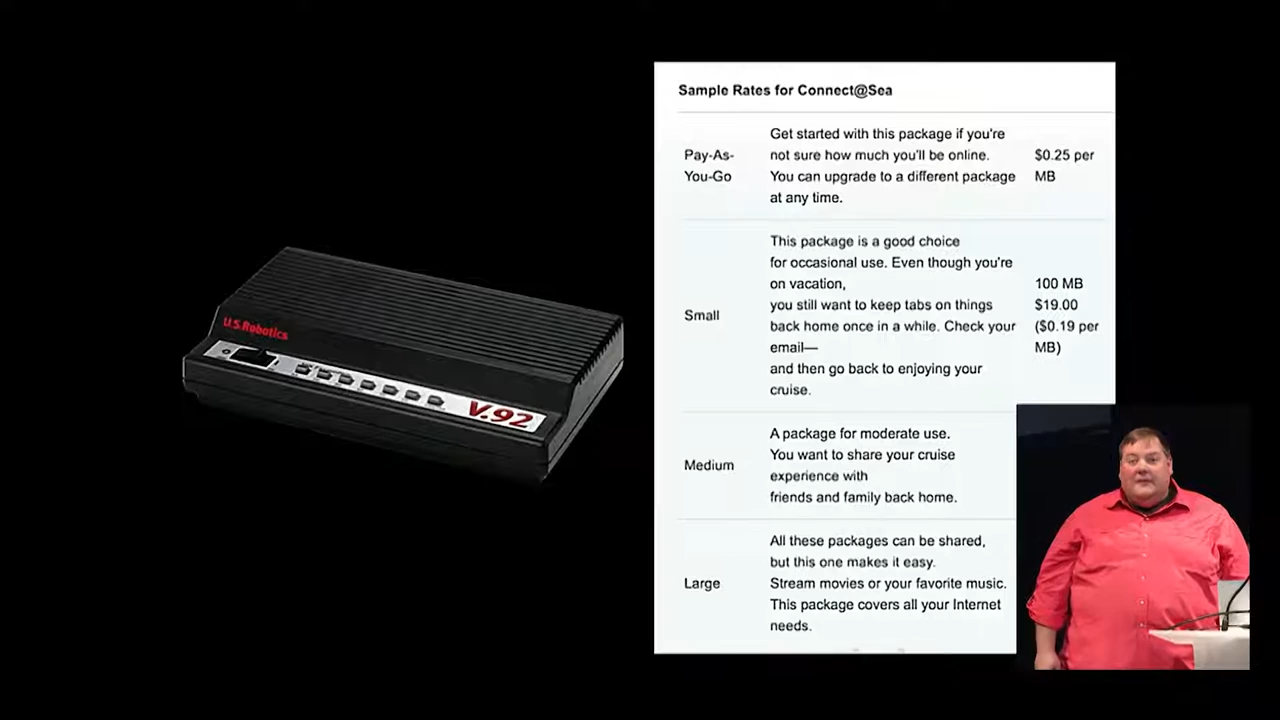 U.S.Robotics
V.92
Sample Rates for Connect@Sea
Pay-As-
You-Go
Get started with this package if you're
not sure how much you'll be online.
You can upgrade to a different package
at any time.
$0.25 per
MB
Small
This package is a good choice
for occasional use. Even though you're
on vacation,
you still want to keep tabs on things
back home once in a while. Check your
email—
and then go back to enjoying your
cruise.
100 MB
$19.00
($0.19 per
MB)
Medium
A package for moderate use.
You want to share your cruise
experience with
friends and family back home.
Large
All these packages can be shared,
but this one makes it easy.
Stream movies or your favorite music.
This package covers all your Internet
needs.